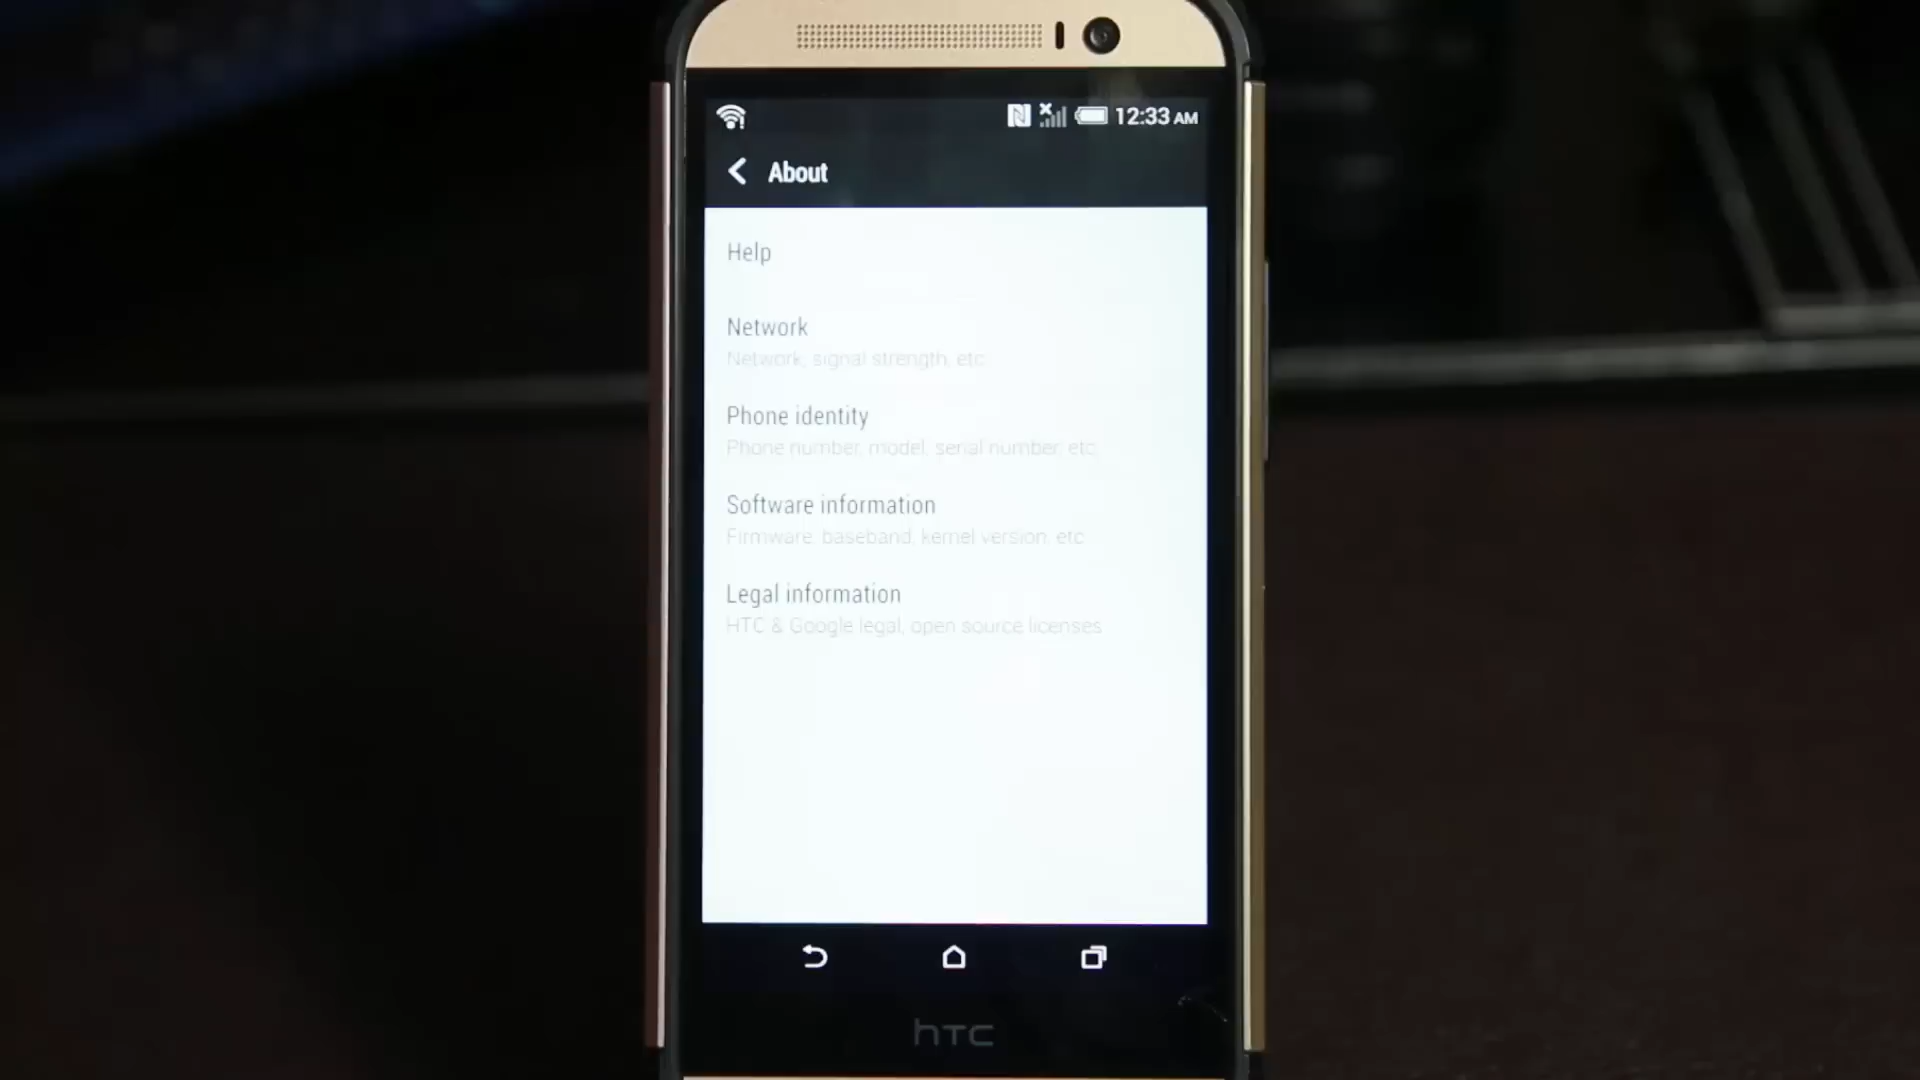 12:33 AM
About
Help
Network
Network, signal strength, etc
Phone identity
Phone number, model, serial number, etc
Software information
Firmware, baseband, kernel version, etc
Legal information
HTC & Google legal, open source licenses
hTC